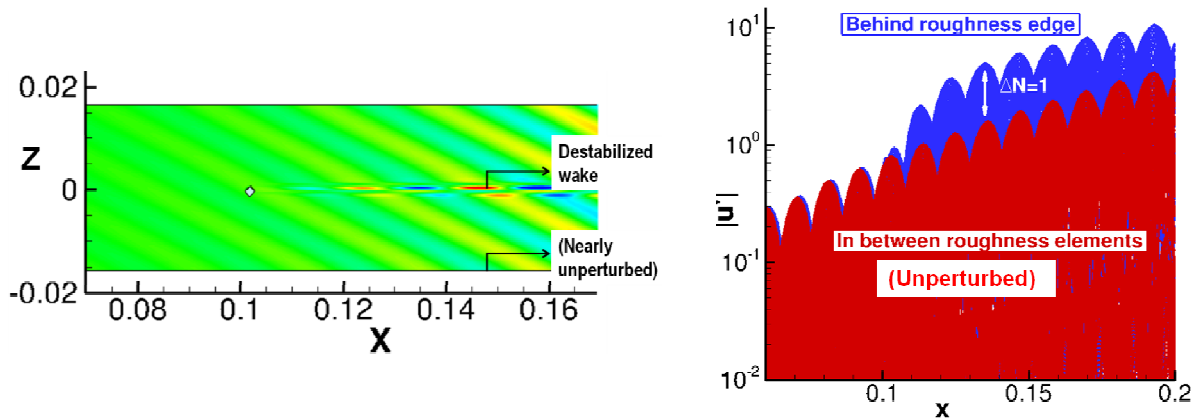 0.02
Z
0
-0.02
0.08
0.1
0.12
0.14
0.16
X
Destabilized
wake
(Nearly
unperturbed)
10¹
10⁰
10⁻¹
10⁻²
|u'|
Behind roughness edge
ΔN=1
In between roughness elements
(Unperturbed)
0.1
0.15
0.2
x